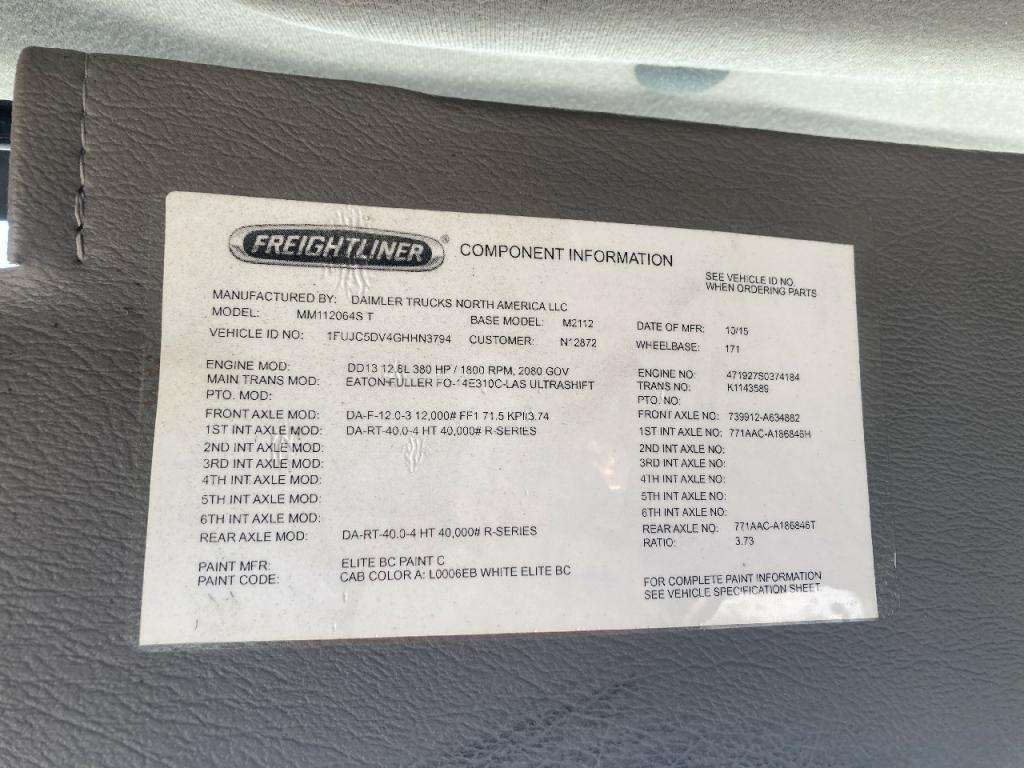 FREIGHTLINER® COMPONENT INFORMATION
SEE VEHICLE ID NO.
WHEN ORDERING PARTS
MANUFACTURED BY: DAIMLER TRUCKS NORTH AMERICA LLC
MODEL: MM112064S T BASE MODEL: M2112 DATE OF MFR: 10/15
VEHICLE ID NO: 1FUJC5DV4GHHN3794 CUSTOMER: N12872 WHEELBASE: 171
ENGINE MOD: DD13 12.8L 380 HP / 1800 RPM, 2080 GOV ENGINE NO: 471927S0374184
MAIN TRANS MOD: EATON-FULLER FO-14E310C-LAS ULTRASHIFT TRANS NO: K1143589
PTO. MOD: PTO. NO:
FRONT AXLE MOD: DA-F-12.0-3 12,000# FF1 71.5 KPI/3.74 FRONT AXLE NO: 739912-A634882
1ST INT AXLE MOD: DA-RT-40.0-4 HT 40,000# R-SERIES 1ST INT AXLE NO: 771AAC-A186846H
2ND INT AXLE MOD: 2ND INT AXLE NO:
3RD INT AXLE MOD: 3RD INT AXLE NO:
4TH INT AXLE MOD: 4TH INT AXLE NO:
5TH INT AXLE MOD: 5TH INT AXLE NO:
6TH INT AXLE MOD: 6TH INT AXLE NO:
REAR AXLE MOD: DA-RT-40.0-4 HT 40,000# R-SERIES REAR AXLE NO: 771AAC-A186846T
RATIO: 3.73
PAINT MFR: ELITE BC PAINT C
PAINT CODE: CAB COLOR A: L0006EB WHITE ELITE BC
FOR COMPLETE PAINT INFORMATION
SEE VEHICLE SPECIFICATION SHEET.